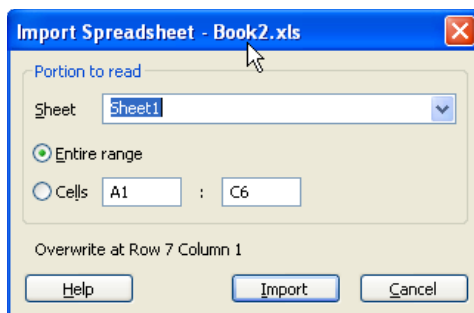 Import Spreadsheet - Book2.xls
Portion to read
Sheet Sheet1
Entire range
Cells A1 : C6
Overwrite at Row 7 Column 1
Help Import Cancel